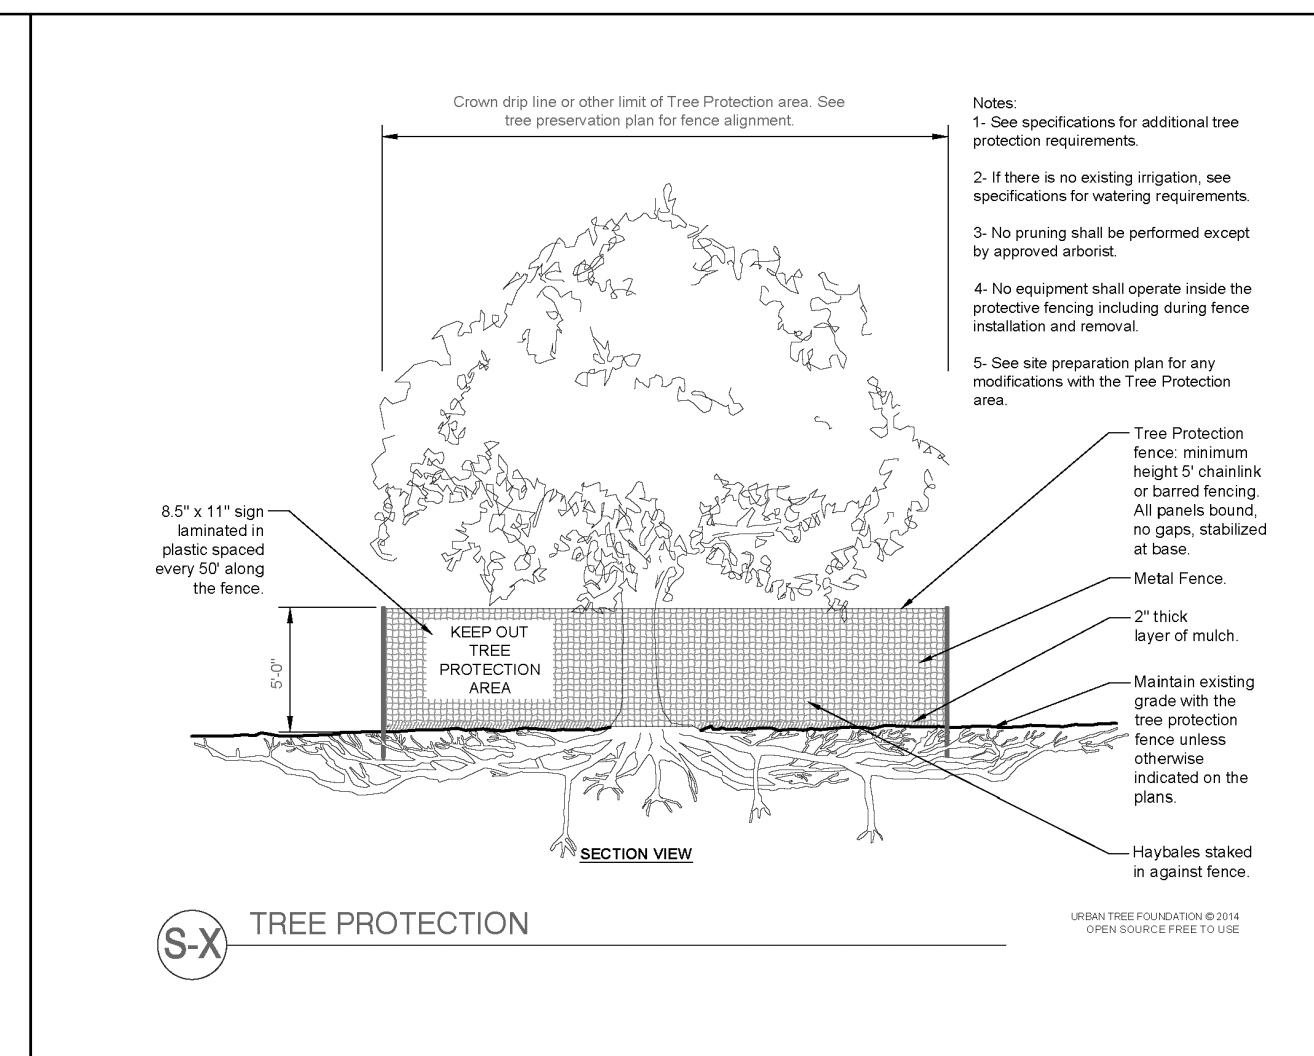 Crown drip line or other limit of Tree Protection area. See
tree preservation plan for fence alignment.
Notes:
1- See specifications for additional tree
protection requirements.
2- If there is no existing irrigation, see
specifications for watering requirements.
3- No pruning shall be performed except
by approved arborist.
4- No equipment shall operate inside the
protective fencing including during fence
installation and removal.
5- See site preparation plan for any
modifications with the Tree Protection
area.
Tree Protection
fence: minimum
height 5' chainlink
or barred fencing.
All panels bound,
no gaps, stabilized
at base.
Metal Fence.
2" thick
layer of mulch.
Maintain existing
grade with the
tree protection
fence unless
otherwise
indicated on the
plans.
Haybales staked
in against fence.
8.5" x 11" sign
laminated in
plastic spaced
every 50' along
the fence.
5'-0"
KEEP OUT
TREE
PROTECTION
AREA
SECTION VIEW
S-X
TREE PROTECTION
URBAN TREE FOUNDATION © 2014
OPEN SOURCE FREE TO USE